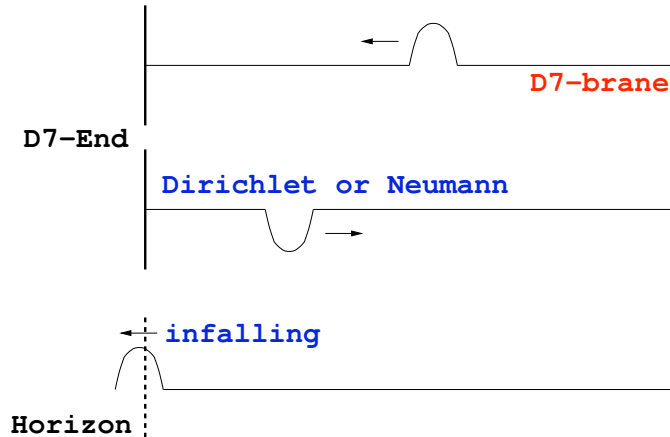 D7-brane
D7-End
Dirichlet or Neumann
infalling
Horizon